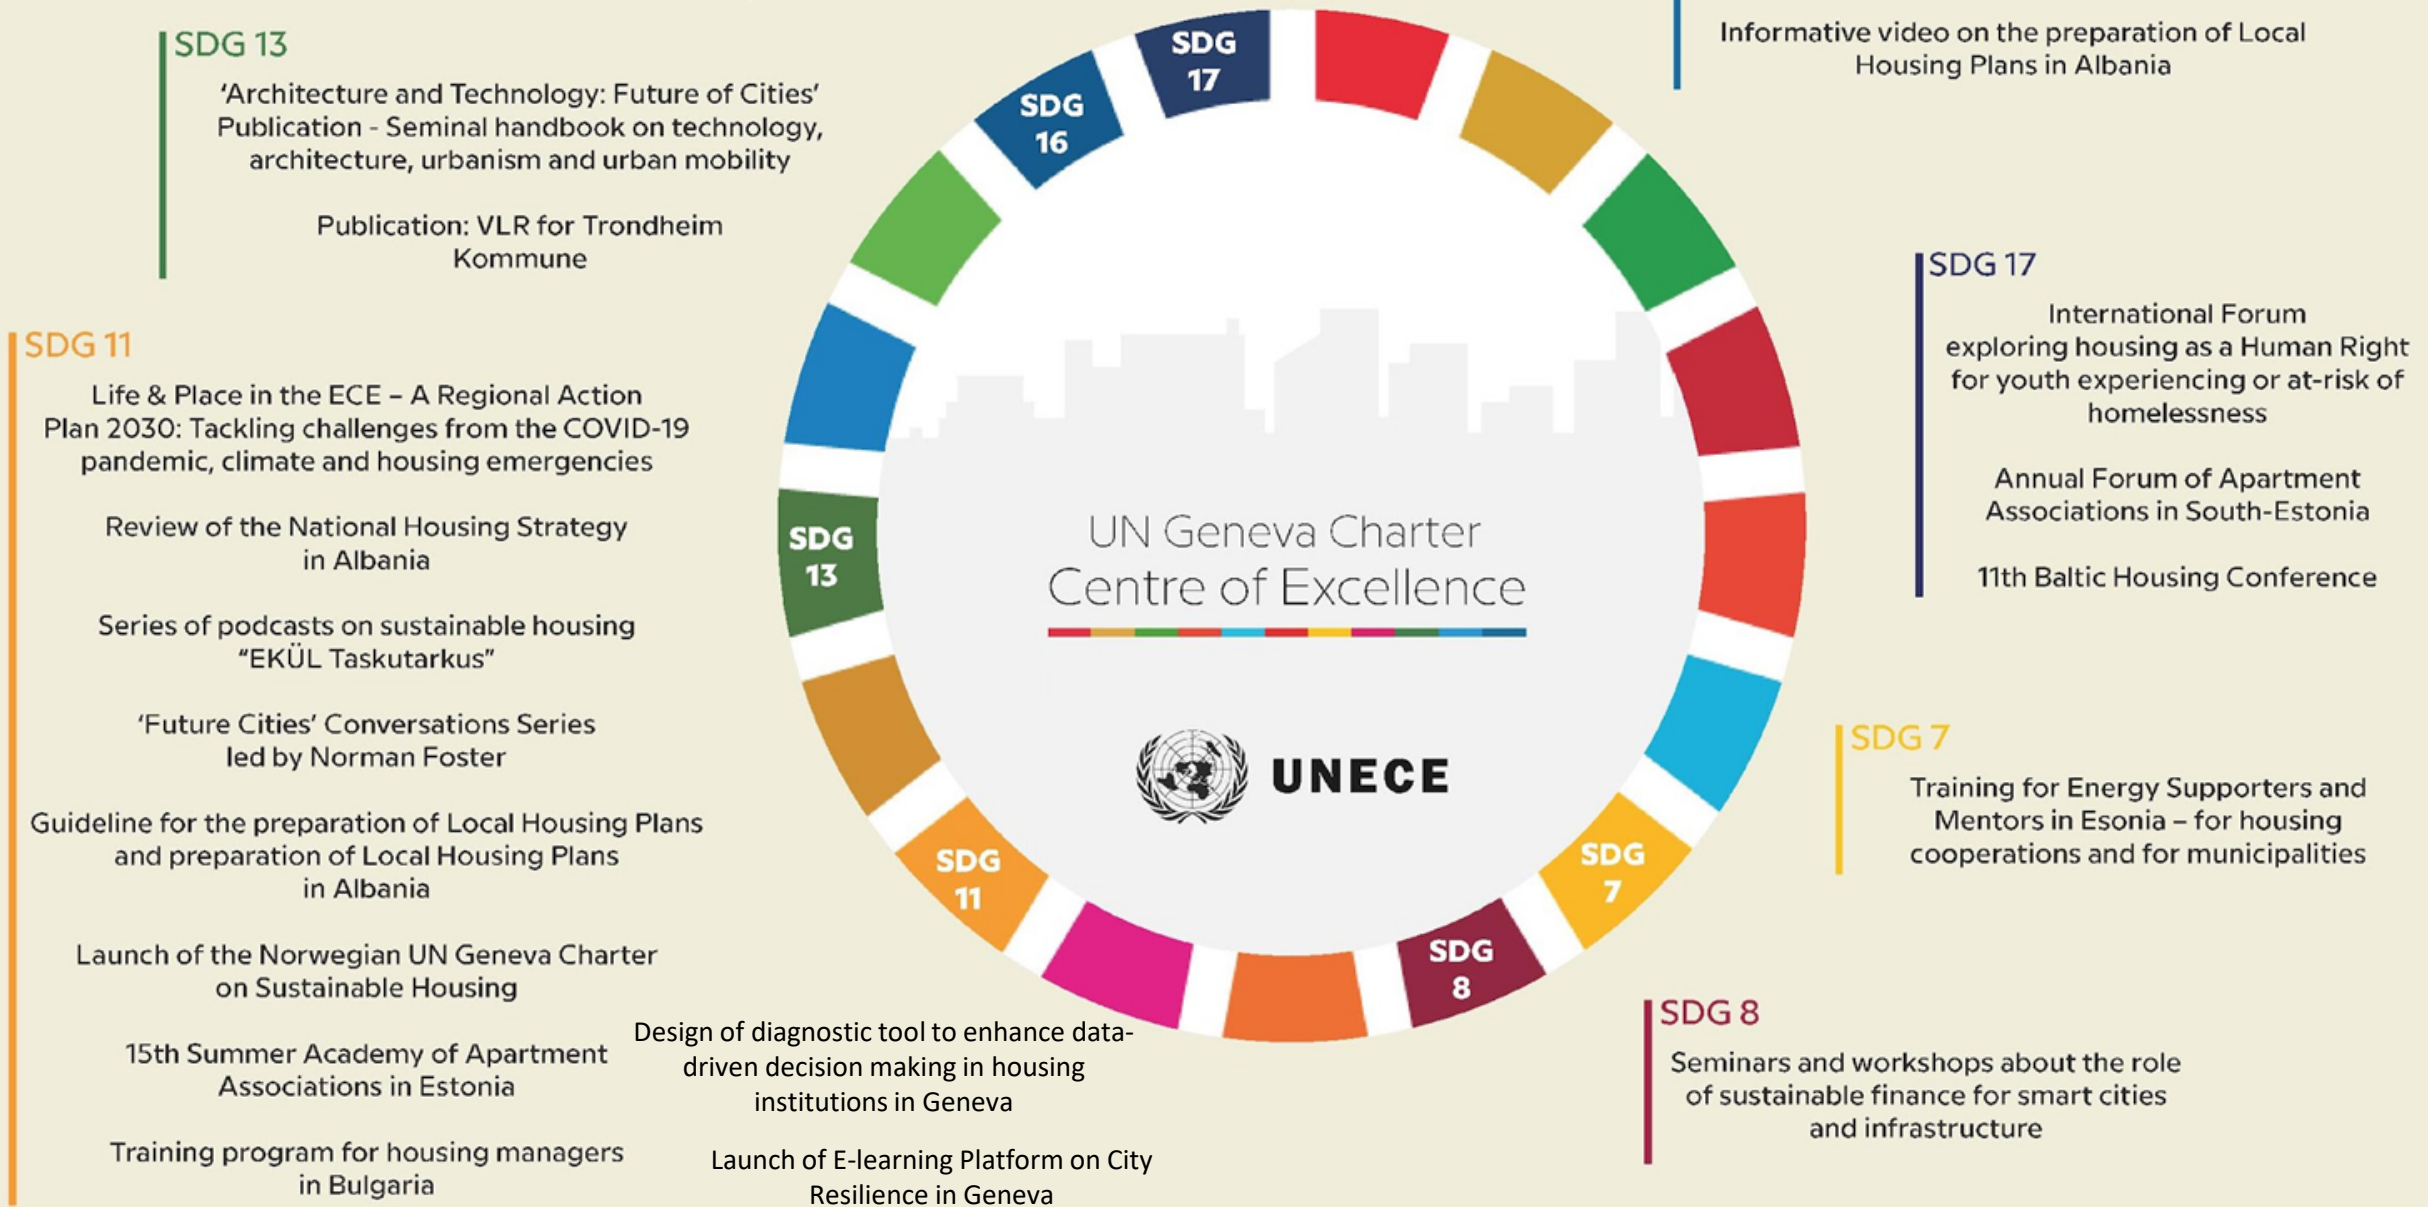 SDG 13
‘Architecture and Technology: Future of Cities’
Publication - Seminal handbook on technology,
architecture, urbanism and urban mobility
Publication: VLR for Trondheim
Kommune
SDG 11
Life & Place in the ECE – A Regional Action
Plan 2030: Tackling challenges from the COVID-19
pandemic, climate and housing emergencies
Review of the National Housing Strategy
in Albania
Series of podcasts on sustainable housing
“EKÜL Taskutarkus”
‘Future Cities’ Conversations Series
led by Norman Foster
Guideline for the preparation of Local Housing Plans
and preparation of Local Housing Plans
in Albania
Launch of the Norwegian UN Geneva Charter
on Sustainable Housing
15th Summer Academy of Apartment
Associations in Estonia
Training program for housing managers
in Bulgaria
Design of diagnostic tool to enhance data-
driven decision making in housing
institutions in Geneva
Launch of E-learning Platform on City
Resilience in Geneva
SDG
17
SDG
16
SDG
13
SDG
11
SDG
8
SDG
7
UN Geneva Charter
Centre of Excellence
UNECE
Informative video on the preparation of Local
Housing Plans in Albania
SDG 17
International Forum
exploring housing as a Human Right
for youth experiencing or at-risk of
homelessness
Annual Forum of Apartment
Associations in South-Estonia
11th Baltic Housing Conference
SDG 7
Training for Energy Supporters and
Mentors in Esonia – for housing
cooperations and for municipalities
SDG 8
Seminars and workshops about the role
of sustainable finance for smart cities
and infrastructure